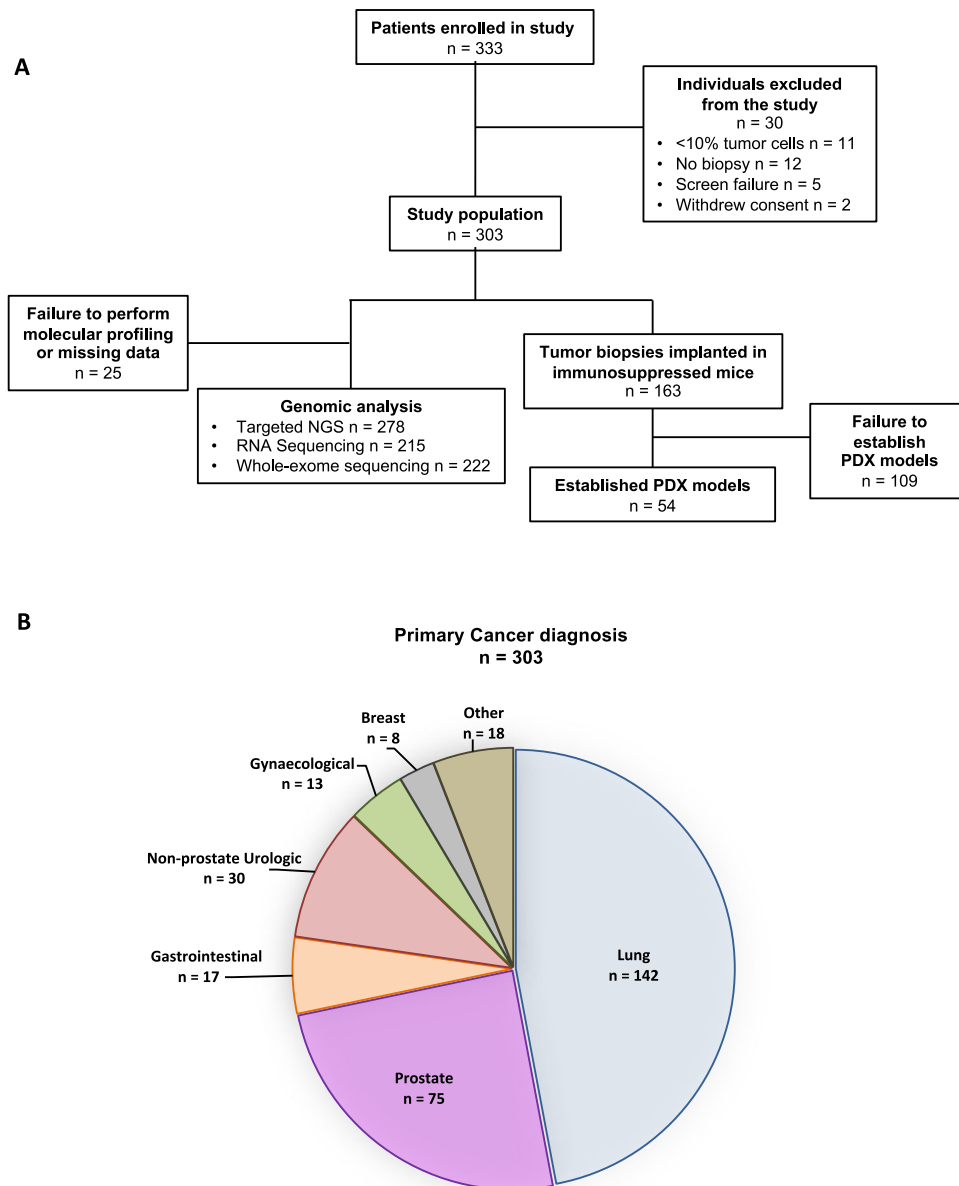 A
Patients enrolled in study
n = 333
Individuals excluded
from the study
n = 30
• <10% tumor cells n = 11
• No biopsy n = 12
• Screen failure n = 5
• Withdrew consent n = 2
Study population
n = 303
Failure to perform
molecular profiling
or missing data
n = 25
Genomic analysis
• Targeted NGS n = 278
• RNA Sequencing n = 215
• Whole-exome sequencing n = 222
Tumor biopsies implanted in
immunosuppressed mice
n = 163
Failure to
establish
PDX models
n = 109
Established PDX models
n = 54
B
Primary Cancer diagnosis
n = 303
Other
n = 18
Breast
n = 8
Gynaecological
n = 13
Non-prostate Urologic
n = 30
Gastrointestinal
n = 17
Lung
n = 142
Prostate
n = 75